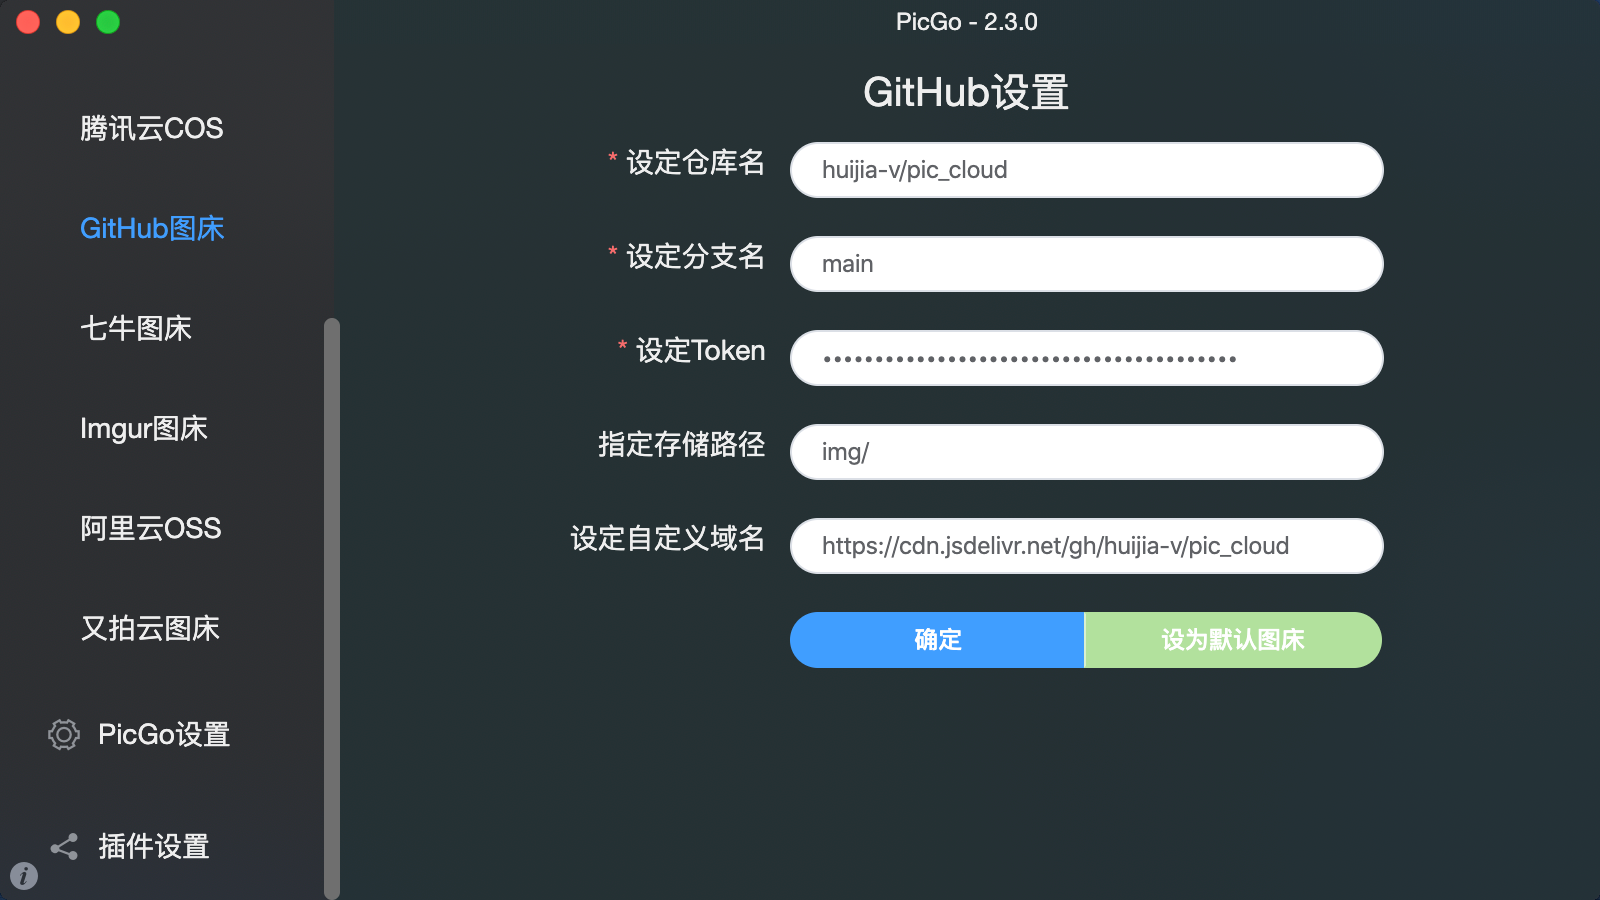 PicGo - 2.3.0
腾讯云COS
GitHub图床
七牛图床
Imgur图床
阿里云OSS
又拍云图床
PicGo设置
插件设置
GitHub设置
* 设定仓库名
huijia-v/pic_cloud
* 设定分支名
main
* 设定Token
••••••••••••••••••••••••••••••••••••••••
指定存储路径
img/
设定自定义域名
https://cdn.jsdelivr.net/gh/huijia-v/pic_cloud
确定
设为默认图床